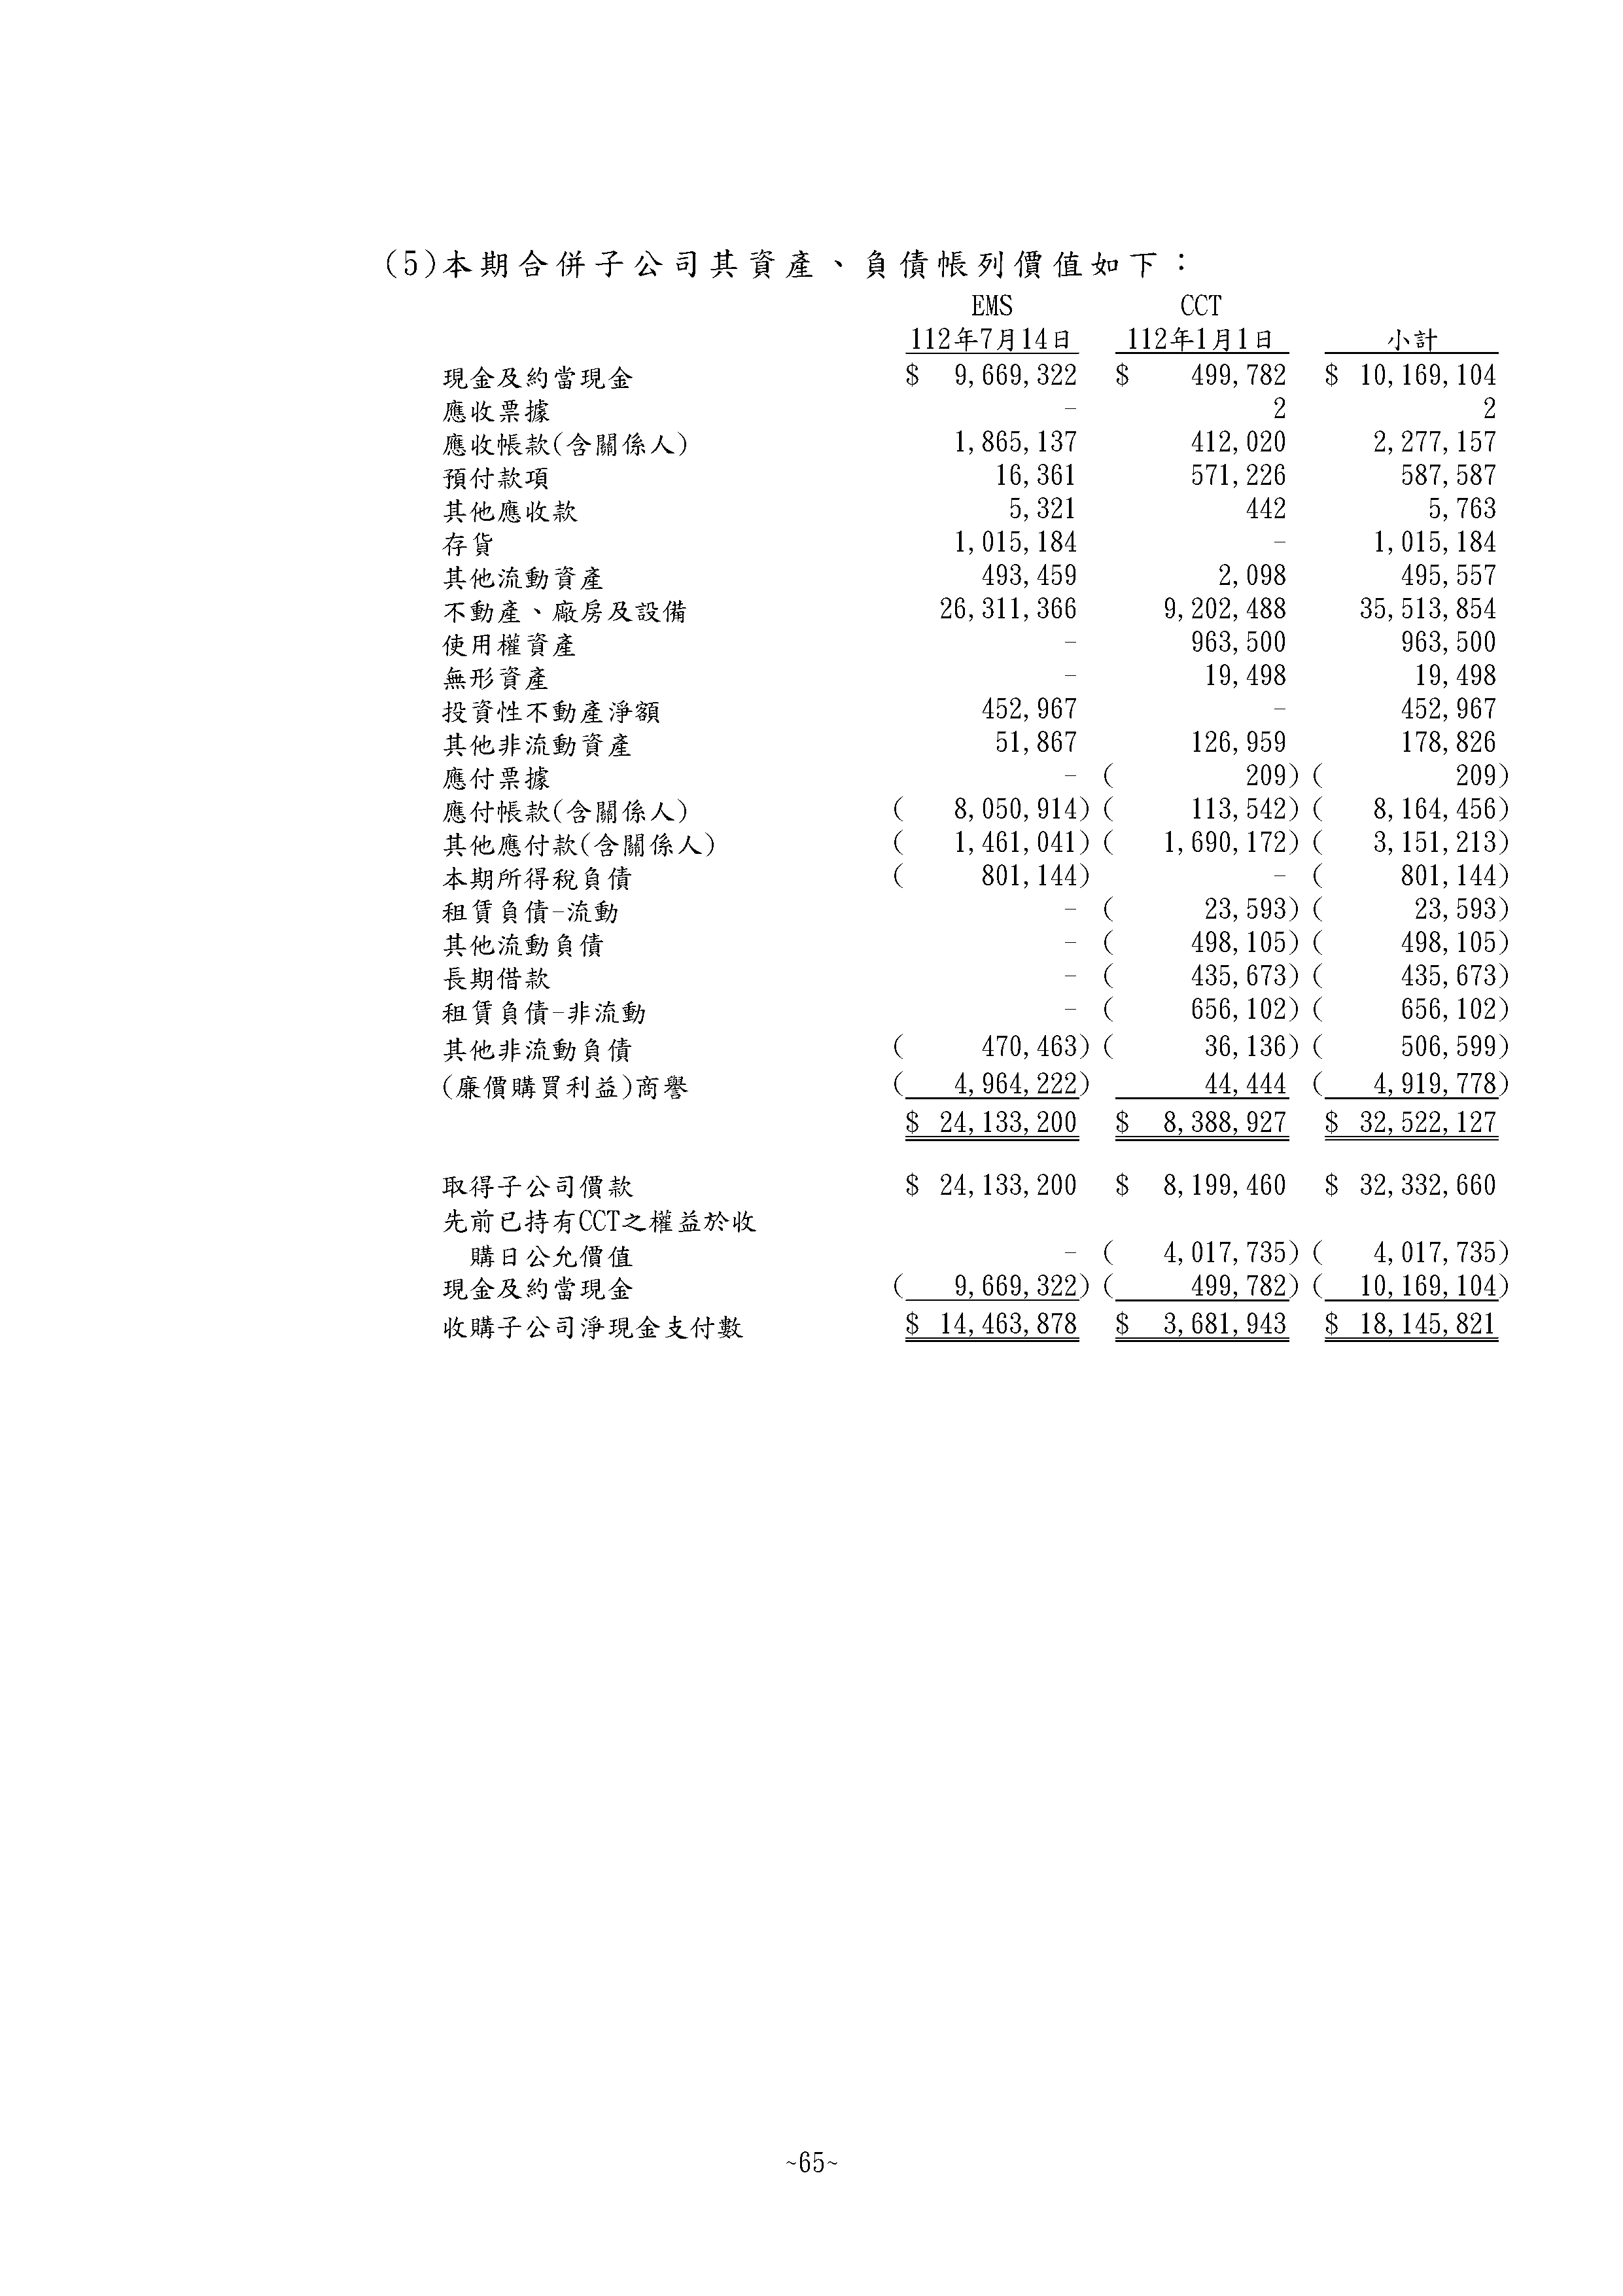 (5)本期合併子公司其資產、負債帳列價值如下：
EMS CCT
112年7月14日 112年1月1日 小計
現金及約當現金 $ 9,669,322 $ 499,782 $ 10,169,104
應收票據 - 2 2
應收帳款(含關係人) 1,865,137 412,020 2,277,157
預付款項 16,361 571,226 587,587
其他應收款 5,321 442 5,763
存貨 1,015,184 - 1,015,184
其他流動資產 493,459 2,098 495,557
不動產、廠房及設備 26,311,366 9,202,488 35,513,854
使用權資產 - 963,500 963,500
無形資產 - 19,498 19,498
投資性不動產淨額 452,967 - 452,967
其他非流動資產 51,867 126,959 178,826
應付票據 - ( 209) ( 209)
應付帳款(含關係人) ( 8,050,914) ( 113,542) ( 8,164,456)
其他應付款(含關係人) ( 1,461,041) ( 1,690,172) ( 3,151,213)
本期所得稅負債 ( 801,144) - ( 801,144)
租賃負債-流動 - ( 23,593) ( 23,593)
其他流動負債 - ( 498,105) ( 498,105)
長期借款 - ( 435,673) ( 435,673)
租賃負債-非流動 - ( 656,102) ( 656,102)
其他非流動負債 ( 470,463) ( 36,136) ( 506,599)
(廉價購買利益)商譽 ( 4,964,222) 44,444 ( 4,919,778)
$ 24,133,200 $ 8,388,927 $ 32,522,127
取得子公司價款 $ 24,133,200 $ 8,199,460 $ 32,332,660
先前已持有CCT之權益於收
購日公允價值 - ( 4,017,735) ( 4,017,735)
現金及約當現金 ( 9,669,322) ( 499,782) ( 10,169,104)
收購子公司淨現金支付數 $ 14,463,878 $ 3,681,943 $ 18,145,821
~65~